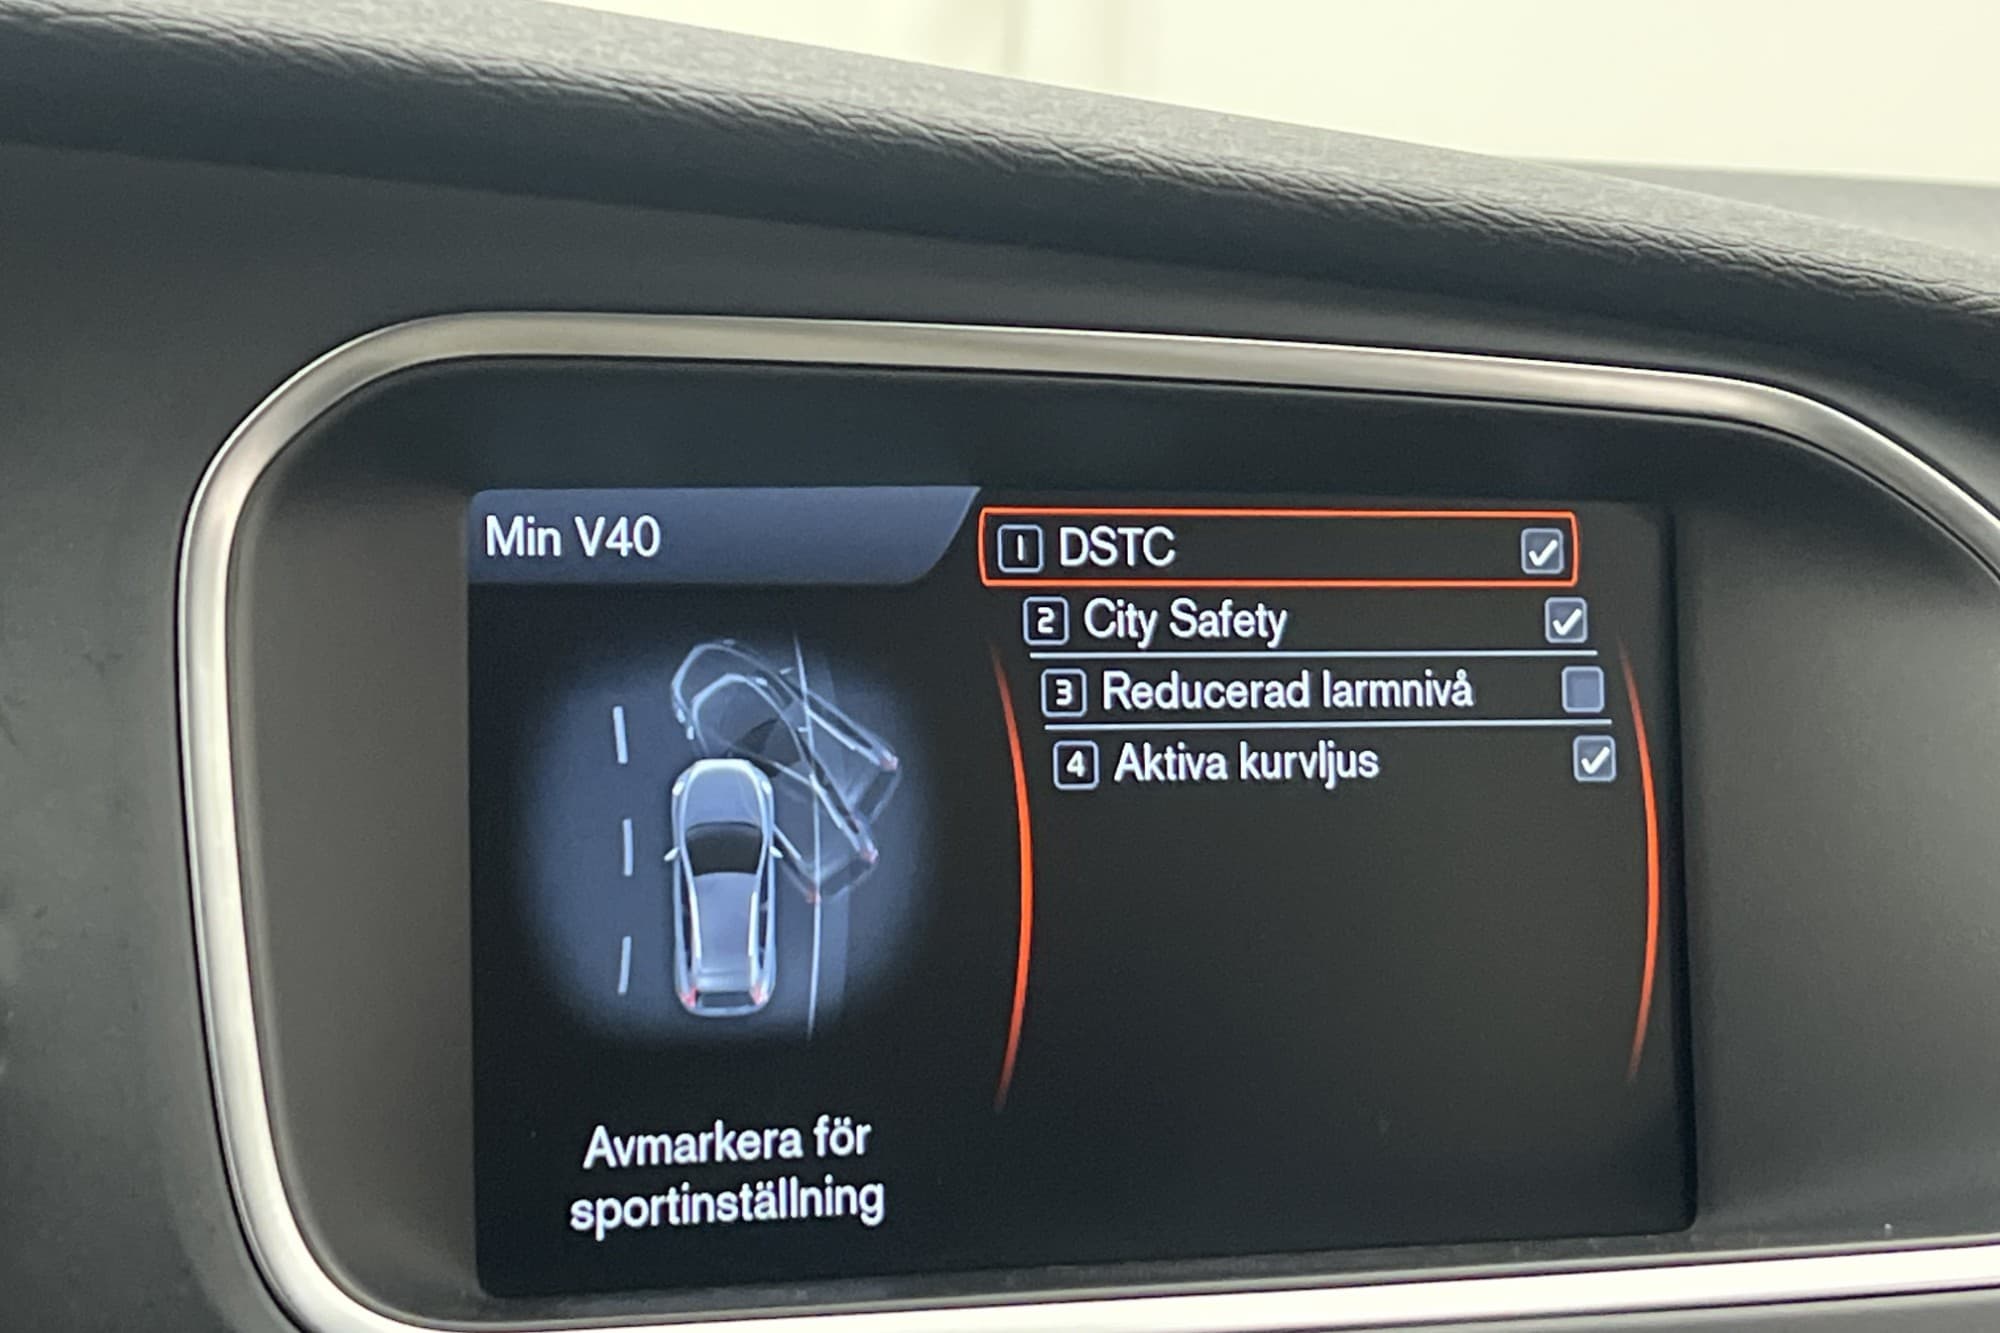 Min V40
1 DSTC
2 City Safety
3 Reducerad larmnivå
4 Aktiva kurvljus
Avmarkera för
sportinställning